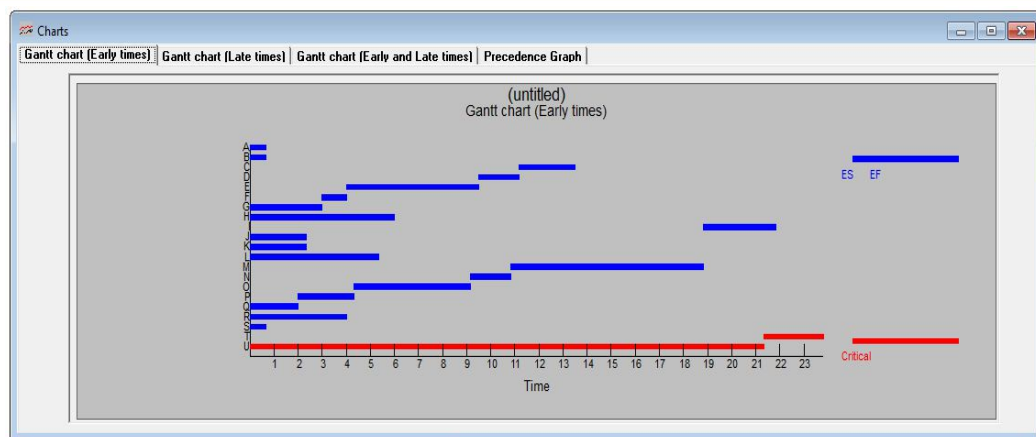 Charts
Gantt chart (Early times) Gantt chart (Late times) Gantt chart (Early and Late times) Precedence Graph
(untitled)
Gantt chart (Early times)
A
B
C
D
E
F
G
H
I
J
K
L
M
N
O
P
Q
R
S
T
U
ES EF
Critical
1 2 3 4 5 6 7 8 9 10 11 12 13 14 15 16 17 18 19 20 21 22 23
Time